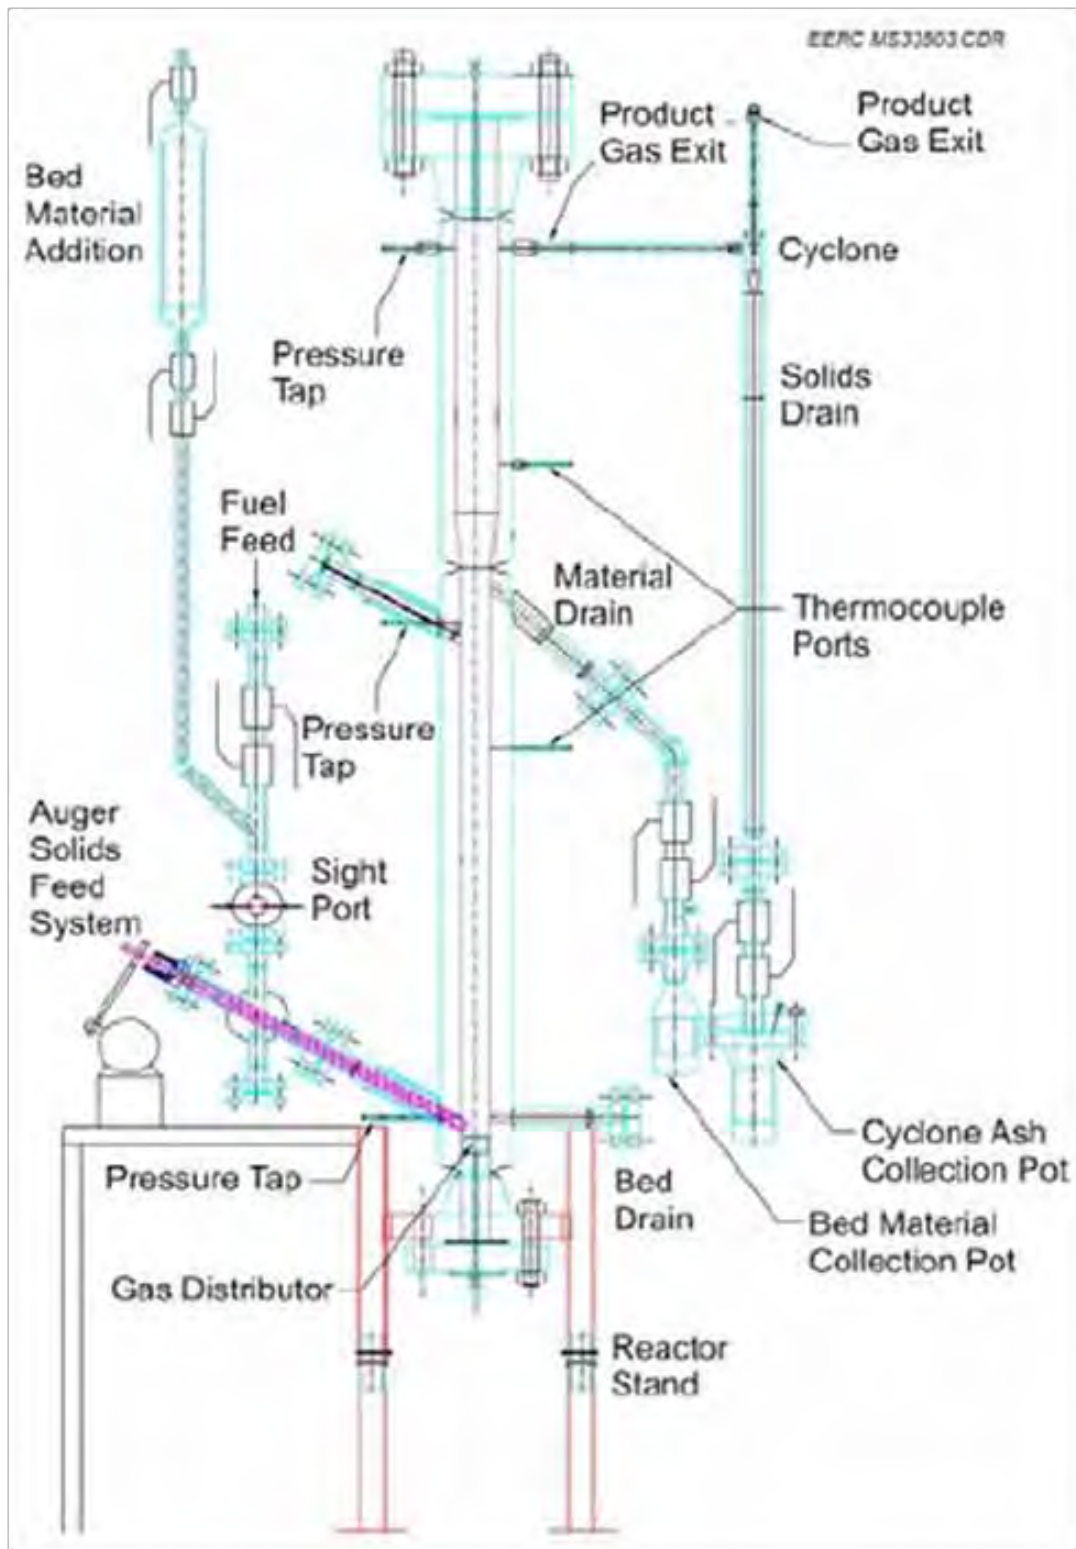 EERC MS33503.CDR
Product
Gas Exit
Product
Gas Exit
Bed
Material
Addition
Cyclone
Pressure
Tap
Solids
Drain
Fuel
Feed
Material
Drain
Thermocouple
Ports
Pressure
Tap
Auger
Solids
Feed
System
Sight
Port
Cyclone Ash
Collection Pot
Pressure Tap
Bed
Drain
Bed Material
Collection Pot
Gas Distributor
Reactor
Stand